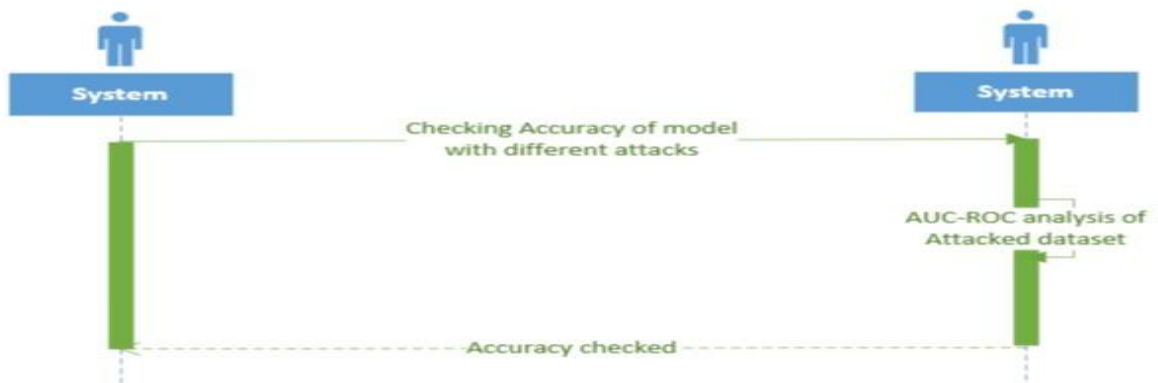 System
System
Checking Accuracy of model
with different attacks
AUC-ROC analysis of
Attacked dataset
Accuracy checked